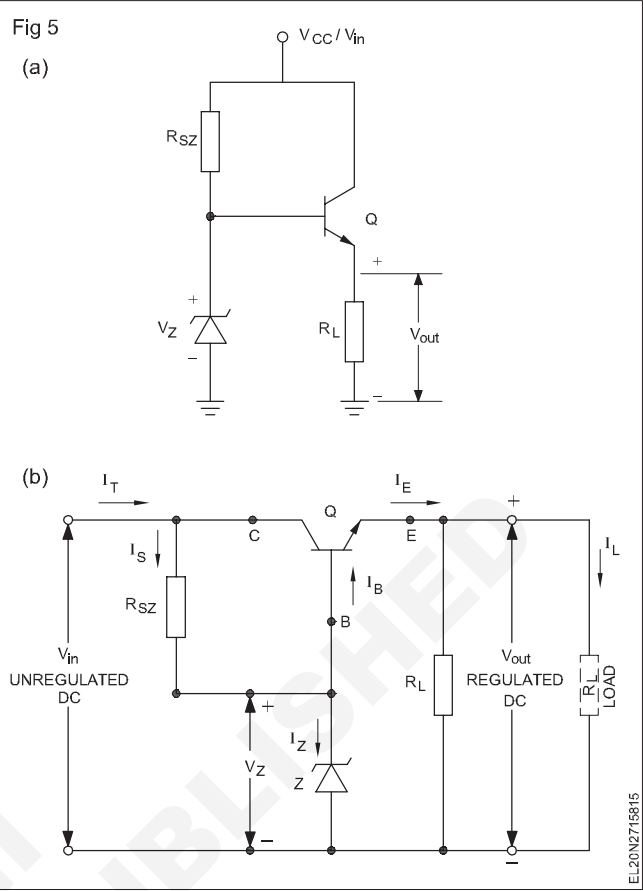 Fig 5
(a)
VCC / Vin
RSZ
Q
+
+
VZ
RL
Vout
–
–
(b)
IT
Q
IE
+
C
E
IS
IB
IL
RSZ
B
Vin
UNREGULATED
DC
RL
Vout
REGULATED
DC
RL
LOAD
+
IZ
VZ
Z
–
–
EL20N2715815
BLISHED